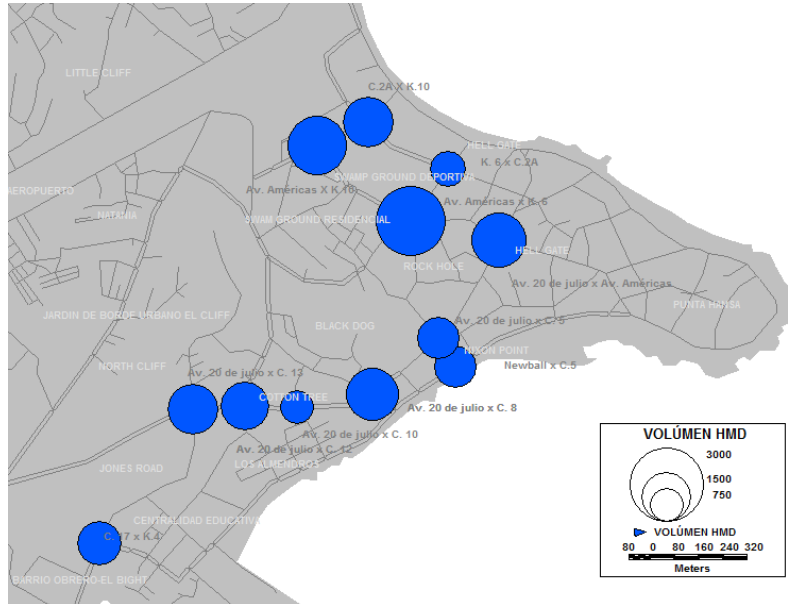 LITTLE CLIFF
C.2A X K.10
HELL GATE
K. 6 x C.2A
SWAMP GROUND DEPORTIVA
AEROPUERTO
Av. Américas X K 10
Av. Américas x K. 6
NATANIA
SWAM GROUND RESIDENCIAL
HELL GATE
ROCK HOLE
Av. 20 de julio x Av. Américas
PUNTA HANSA
JARDIN DE BORDE URBANO EL CLIFF
BLACK DOG
Av. 20 de julio x C. 5
NORTH CLIFF
Newball x C.5
Av. 20 de julio x C. 13
COTTON TREE
Av. 20 de julio x C. 8
Av. 20 de julio x C. 10
Av. 20 de julio x C. 12
JONES ROAD
LOS ALMENDROS
CENTRALIDAD EDUCATIVA
C. 17 x K.4
BARRIO OBRERO-EL BIGHT
VOLÚMEN HMD
3000
1500
750
VOLÚMEN HMD
80 0 80 160 240 320
Meters